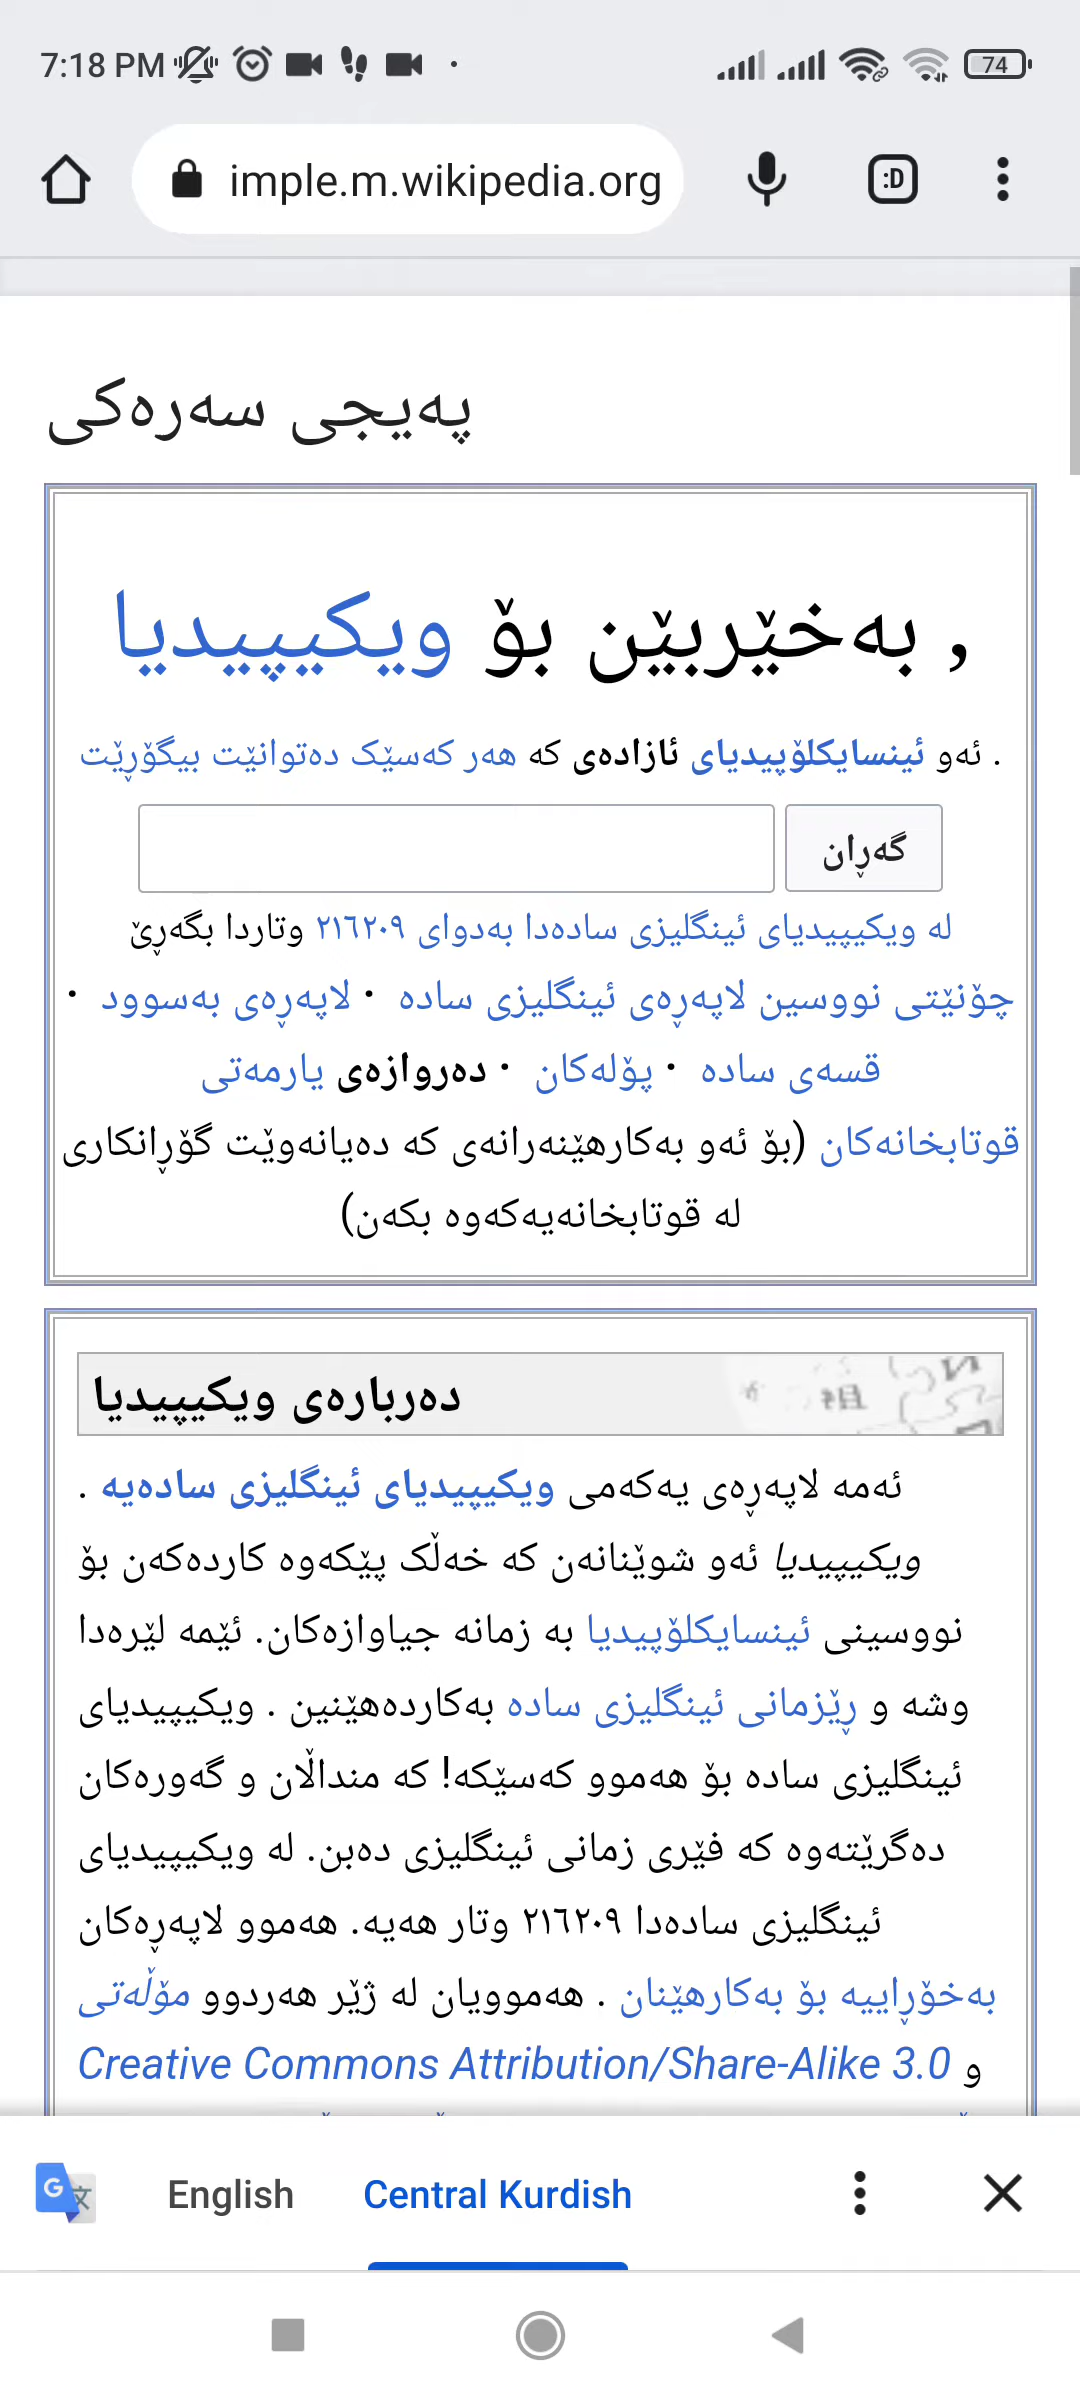 7:18 PM
74
imple.m.wikipedia.org
:D
پەیجی سەرەکی
, بەخێربێن بۆ ویکیپیدیا
. ئەو ئینسایکلۆپیدیای ئازادەی کە هەر کەسێک دەتوانێت بیگۆڕێت
گەڕان
لە ویکیپیدیای ئینگلیزی سادەدا بەدوای ٢١٦٢٠٩ وتاردا بگەڕێ
چۆنێتی نووسین لاپەڕەی ئینگلیزی سادە · لاپەڕەی بەسوود ·
قسەی سادە · پۆلەکان · دەروازەی یارمەتی
قوتابخانەکان (بۆ ئەو بەکارهێنەرانەی کە دەیانەوێت گۆڕانکاری
لە قوتابخانەیەکەوە بکەن)
دەربارەی ویکیپیدیا
ئەمە لاپەڕەی یەکەمی ویکیپیدیای ئینگلیزی سادەیە .
ویکیپیدیا ئەو شوێنانەن کە خەڵک پێکەوە کاردەکەن بۆ
نووسینی ئینسایکلۆپیدیا بە زمانە جیاوازەکان. ئێمە لێرەدا
وشە و ڕێزمانی ئینگلیزی سادە بەکاردەهێنین . ویکیپیدیای
ئینگلیزی سادە بۆ هەموو کەسێکە! کە منداڵان و گەورەکان
دەگرێتەوە کە فێری زمانی ئینگلیزی دەبن. لە ویکیپیدیای
ئینگلیزی سادەدا ٢١٦٢٠٩ وتار هەیە. هەموو لاپەڕەکان
بەخۆڕاییە بۆ بەکارهێنان . هەموویان لە ژێر هەردوو مۆڵەتی
Creative Commons Attribution/Share-Alike 3.0 و
English Central Kurdish